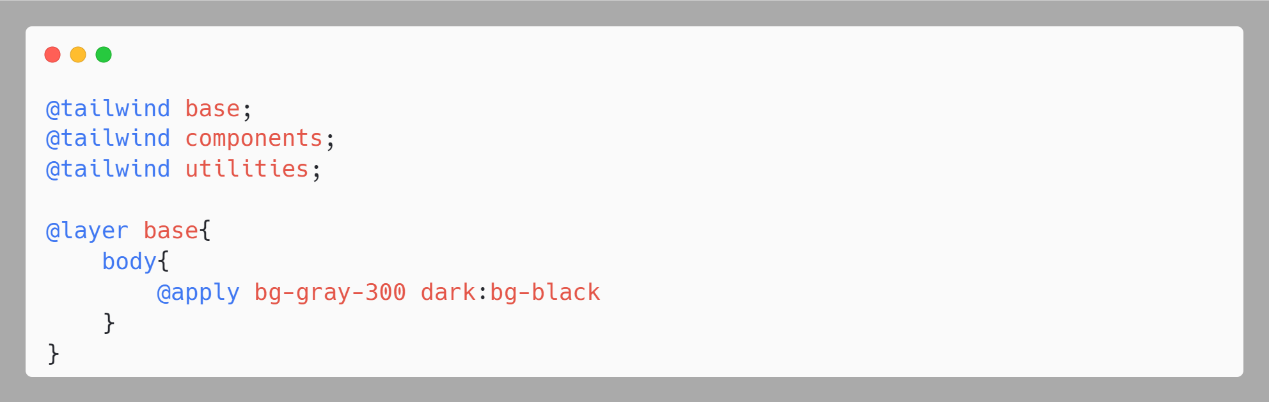 @tailwind base;
@tailwind components;
@tailwind utilities;
@layer base{
body{
@apply bg-gray-300 dark:bg-black
}
}